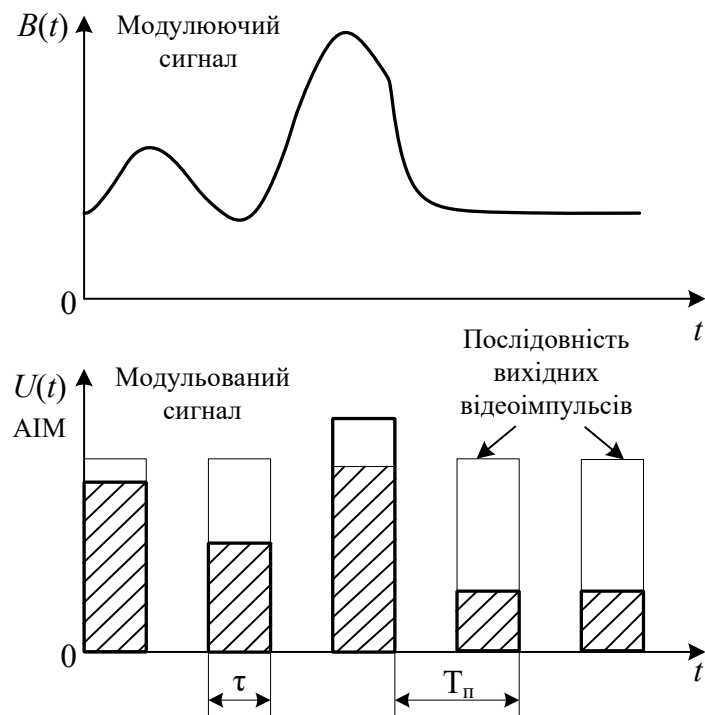 B(t)
Модулюючий
сигнал
0
t
Послідовність
вихідних
відеоімпульсів
U(t)
АІМ
Модульований
сигнал
0
t
τ
Tп